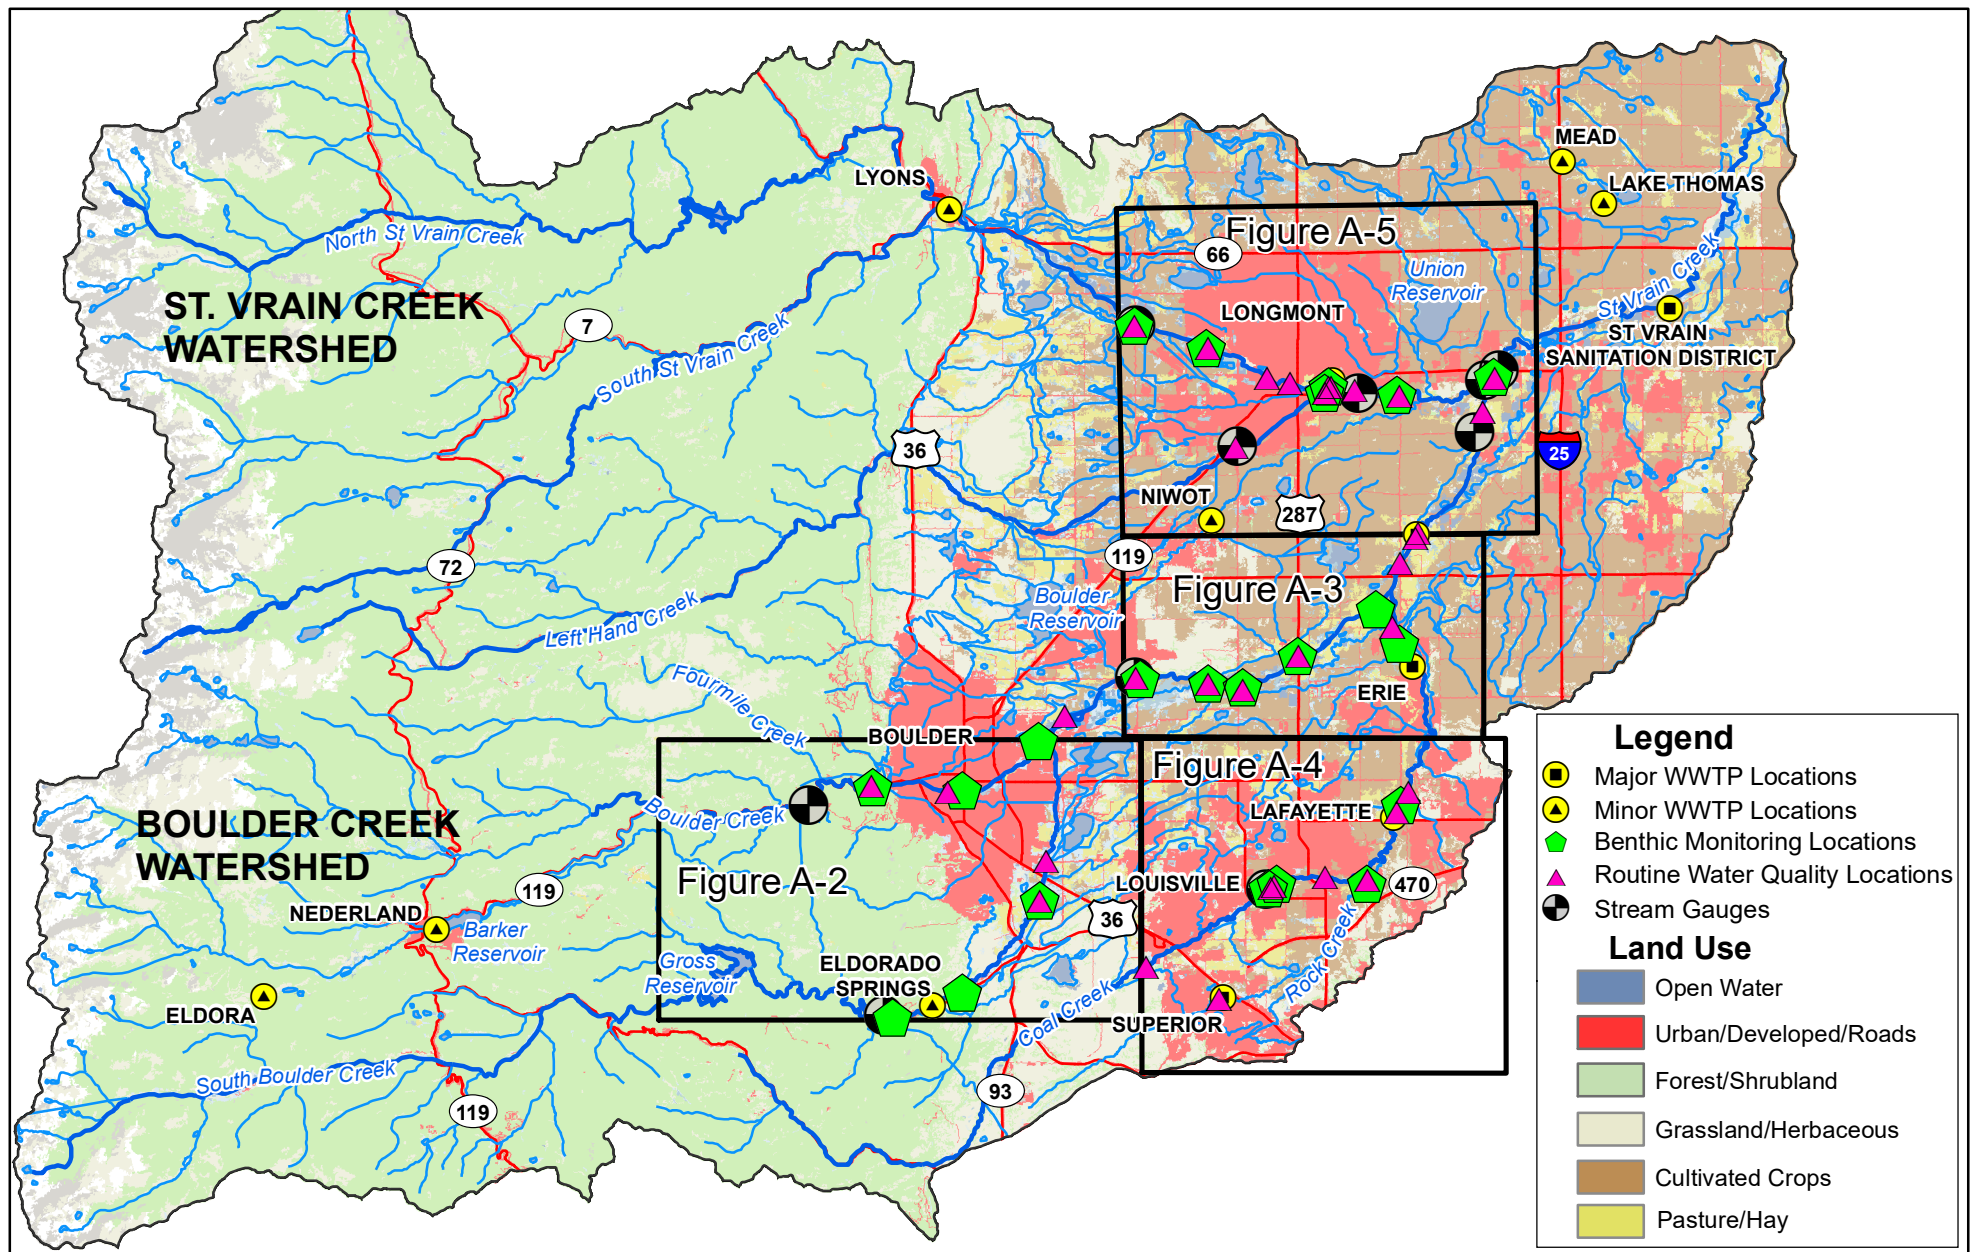 MEAD
LYONS
LAKE THOMAS
North St Vrain Creek
Figure A-5
66
Union
Reservoir
St Vrain Creek
ST. VRAIN CREEK
WATERSHED
7
LONGMONT
ST VRAIN
SANITATION DISTRICT
South St Vrain Creek
36
25
NIWOT
287
119
72
Figure A-3
Boulder
Reservoir
Left Hand Creek
Fourmile Creek
ERIE
BOULDER
Figure A-4
Boulder Creek
LAFAYETTE
BOULDER CREEK
WATERSHED
Figure A-2
119
LOUISVILLE
470
NEDERLAND
36
Barker
Reservoir
Gross
Reservoir
ELDORADO
SPRINGS
Rock Creek
ELDORA
Coal Creek
SUPERIOR
South Boulder Creek
93
119
Legend
Major WWTP Locations
Minor WWTP Locations
Benthic Monitoring Locations
Routine Water Quality Locations
Stream Gauges
Land Use
Open Water
Urban/Developed/Roads
Forest/Shrubland
Grassland/Herbaceous
Cultivated Crops
Pasture/Hay